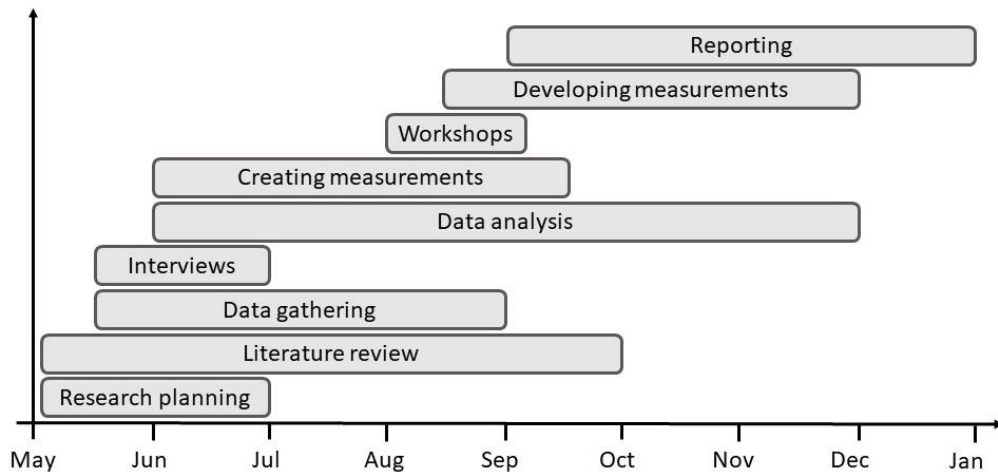 Reporting
Developing measurements
Workshops
Creating measurements
Data analysis
Interviews
Data gathering
Literature review
Research planning
May Jun Jul Aug Sep Oct Nov Dec Jan